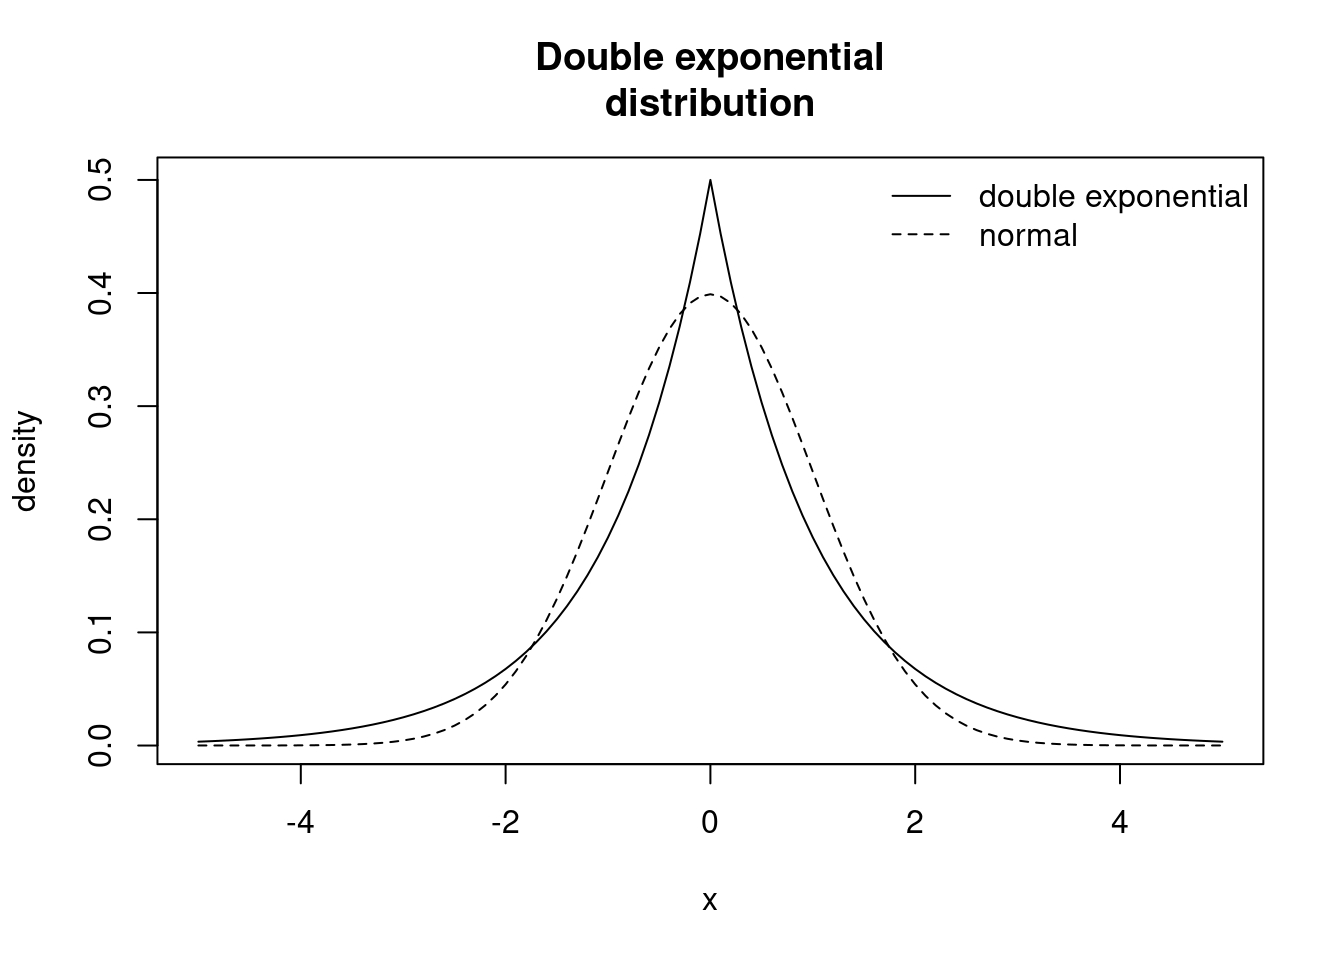 Double exponential
distribution
double exponential
normal
density
0.5
0.4
0.3
0.2
0.1
0.0
-4
-2
0
2
4
x